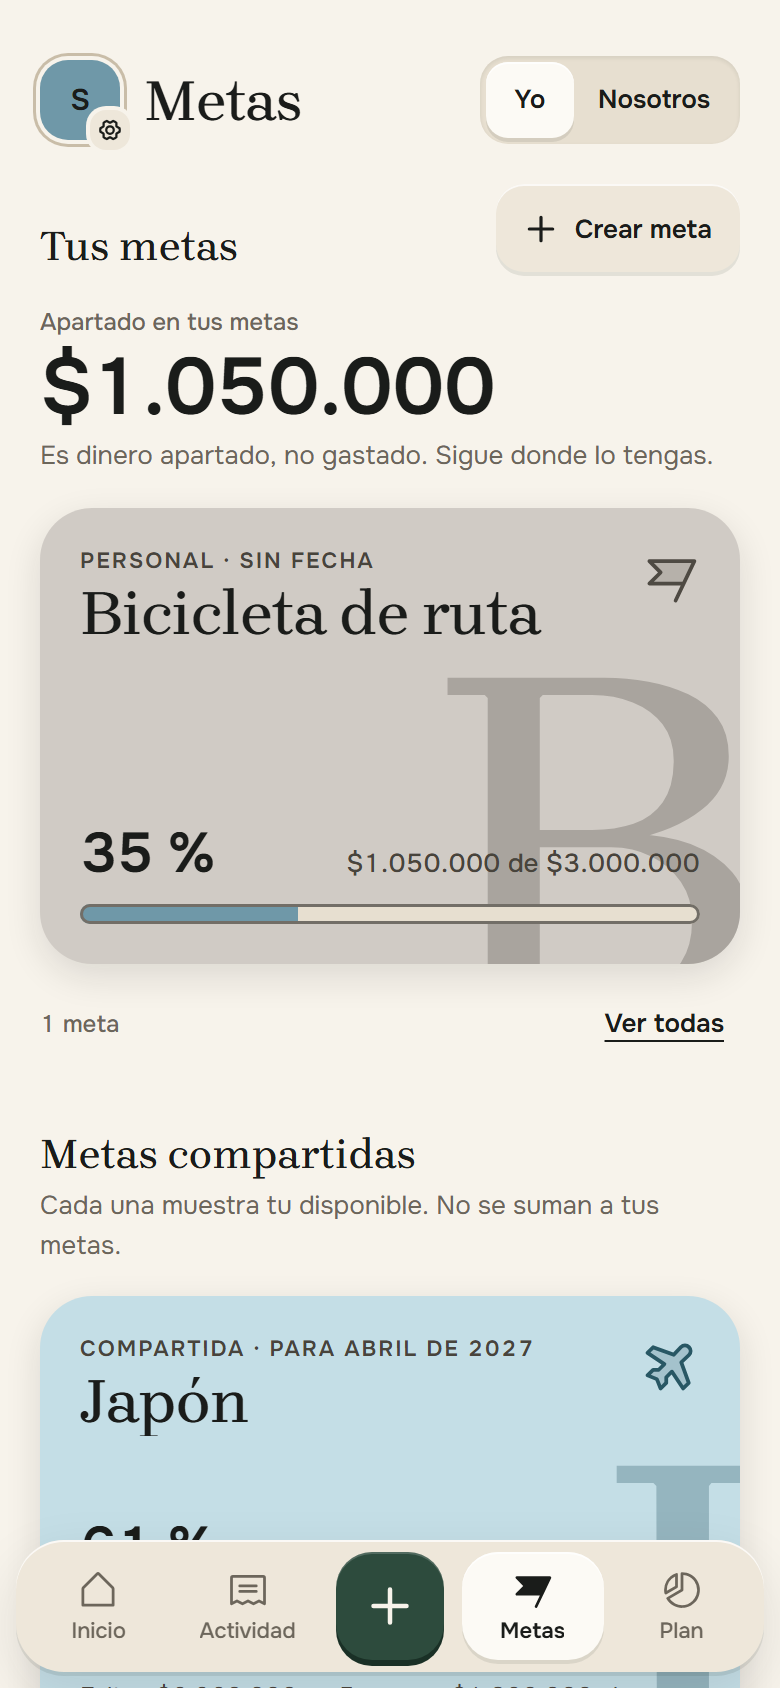 S
Metas
Yo
Nosotros
Tus metas
Crear meta
Apartado en tus metas
$1.050.000
Es dinero apartado, no gastado. Sigue donde lo tengas.
PERSONAL · SIN FECHA
Bicicleta de ruta
B
35 %
$1.050.000 de $3.000.000
1 meta
Ver todas
Metas compartidas
Cada una muestra tu disponible. No se suman a tus
metas.
COMPARTIDA · PARA ABRIL DE 2027
Japón
61 %
Inicio
Actividad
Metas
Plan